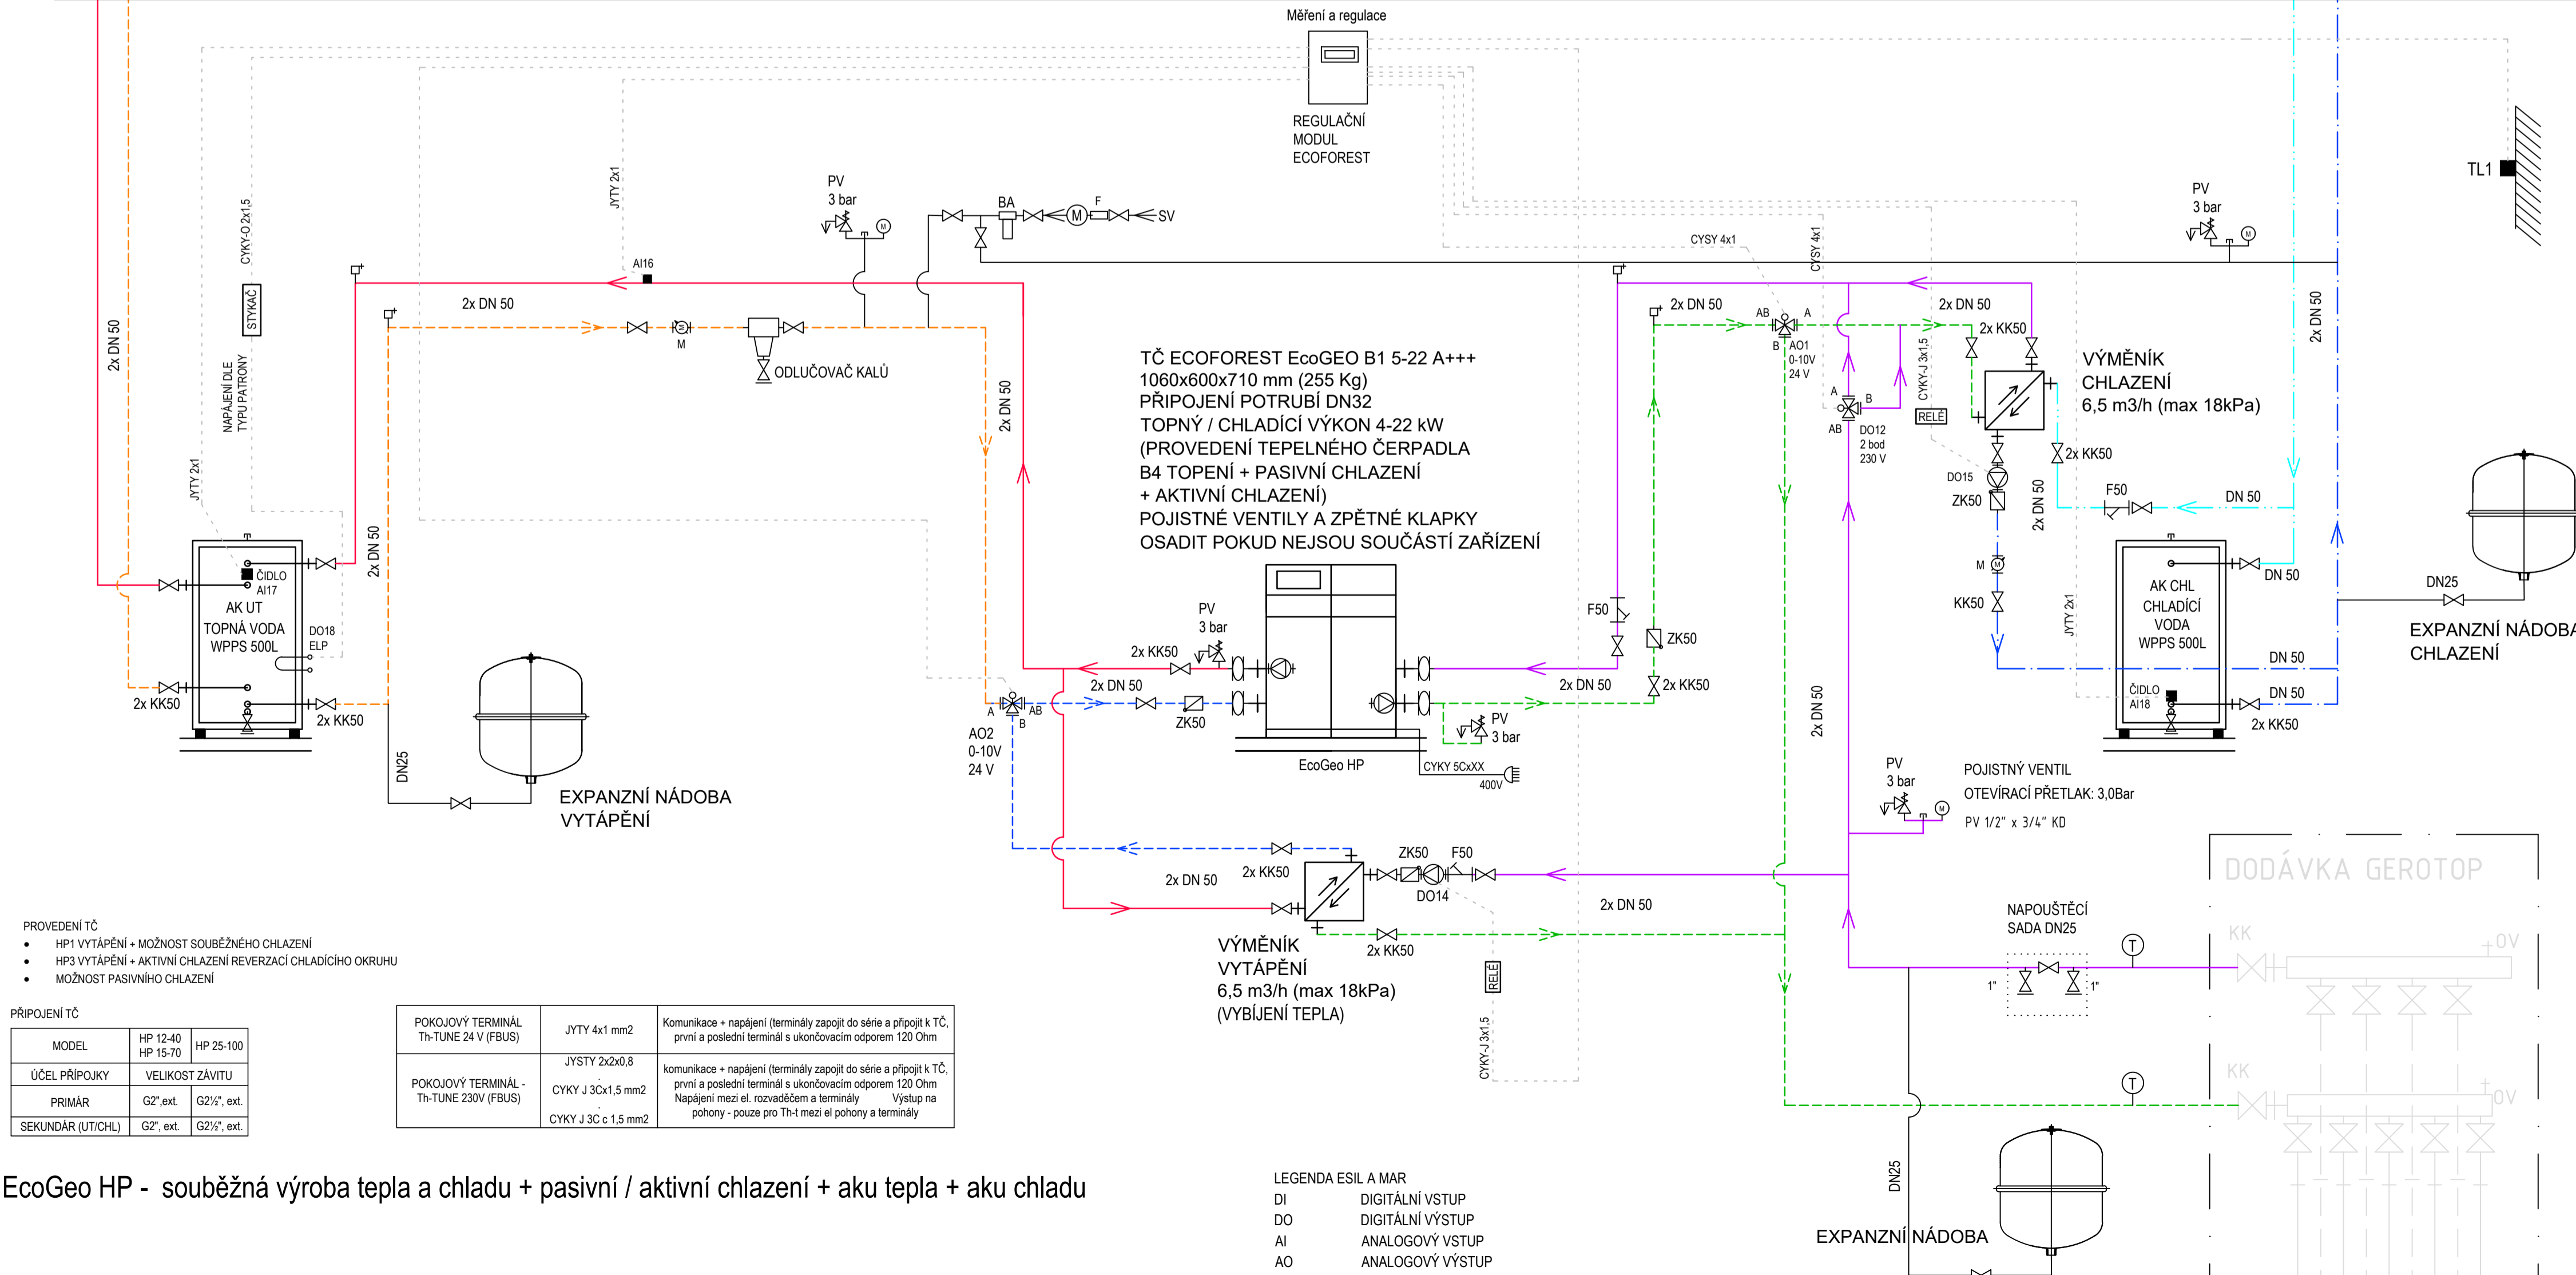 Měření a regulace
REGULAČNÍ
MODUL
ECOFOREST
TL1
2x DN 50
CYKY-O 2x1,5
STYKAČ
NAPÁJENÍ DLE
TYPU PATRONY
JYTY 2x1
JYTY 2x1
AI16
PV
3 bar
M
BA
M
F
SV
2x DN 50
M
M
ODLUČOVAČ KALŮ
2x DN 50
2x DN 50
TČ ECOFOREST EcoGEO B1 5-22 A+++
1060x600x710 mm (255 Kg)
PŘIPOJENÍ POTRUBÍ DN32
TOPNÝ / CHLADÍCÍ VÝKON 4-22 kW
(PROVEDENÍ TEPELNÉHO ČERPADLA
B4 TOPENÍ + PASIVNÍ CHLAZENÍ
+ AKTIVNÍ CHLAZENÍ)
POJISTNÉ VENTILY A ZPĚTNÉ KLAPKY
OSADIT POKUD NEJSOU SOUČÁSTÍ ZAŘÍZENÍ
CYSY 4x1
CYSY 4x1
2x DN 50
AB
A
B
AO1
0-10V
24 V
A
B
AB
DO12
2 bod
230 V
CYKY-J 3x1,5
RELÉ
2x DN 50
2x KK50
VÝMĚNÍK
CHLAZENÍ
6,5 m3/h (max 18kPa)
2x KK50
DO15
ZK50
2x DN 50
M
M
KK50
F50
DN 50
PV
3 bar
M
2x DN 50
JYTY 2x1
AK CHL
CHLADÍCÍ
VODA
WPPS 500L
ČIDLO
AI18
DN 50
DN 50
DN 50
2x KK50
DN25
EXPANZNÍ NÁDOBA
CHLAZENÍ
ČIDLO
AI17
AK UT
TOPNÁ VODA
WPPS 500L
DO18
ELP
2x KK50
2x KK50
DN25
EXPANZNÍ NÁDOBA
VYTÁPĚNÍ
PV
3 bar
2x KK50
2x DN 50
A
AB
B
AO2
0-10V
24 V
ZK50
EcoGeo HP
CYKY 5CxXX
400V
PV
3 bar
F50
ZK50
2x DN 50
2x KK50
2x DN 50
PV
3 bar
M
POJISTNÝ VENTIL
OTEVÍRACÍ PŘETLAK: 3,0Bar
PV 1/2" x 3/4" KD
2x DN 50
2x KK50
ZK50
F50
DO14
2x DN 50
2x KK50
VÝMĚNÍK
VYTÁPĚNÍ
6,5 m3/h (max 18kPa)
(VYBÍJENÍ TEPLA)
RELÉ
CYKY-J 3x1,5
NAPOUŠTĚCÍ
SADA DN25
1"
1"
T
T
DODÁVKA GEROTOP
KK
OV
KK
OV
DN25
EXPANZNÍ NÁDOBA
PROVEDENÍ TČ
• HP1 VYTÁPĚNÍ + MOŽNOST SOUBĚŽNÉHO CHLAZENÍ
• HP3 VYTÁPĚNÍ + AKTIVNÍ CHLAZENÍ REVERZACÍ CHLADÍCÍHO OKRUHU
• MOŽNOST PASIVNÍHO CHLAZENÍ
PŘIPOJENÍ TČ
MODEL
HP 12-40
HP 15-70
HP 25-100
ÚČEL PŘÍPOJKY
VELIKOST ZÁVITU
PRIMÁR
G2",ext.
G2½", ext.
SEKUNDÁR (UT/CHL)
G2", ext.
G2½", ext.
POKOJOVÝ TERMINÁL
Th-TUNE 24 V (FBUS)
JYTY 4x1 mm2
Komunikace + napájení (terminály zapojit do série a připojit k TČ,
první a poslední terminál s ukončovacím odporem 120 Ohm
POKOJOVÝ TERMINÁL -
Th-TUNE 230V (FBUS)
JYSTY 2x2x0,8
.
CYKY J 3Cx1,5 mm2
.
CYKY J 3C c 1,5 mm2
komunikace + napájení (terminály zapojit do série a připojit k TČ,
první a poslední terminál s ukončovacím odporem 120 Ohm
Napájení mezi el. rozvaděčem a terminály Výstup na
pohony - pouze pro Th-t mezi el pohony a terminály
EcoGeo HP - souběžná výroba tepla a chladu + pasivní / aktivní chlazení + aku tepla + aku chladu
LEGENDA ESIL A MAR
DI DIGITÁLNÍ VSTUP
DO DIGITÁLNÍ VÝSTUP
AI ANALOGOVÝ VSTUP
AO ANALOGOVÝ VÝSTUP